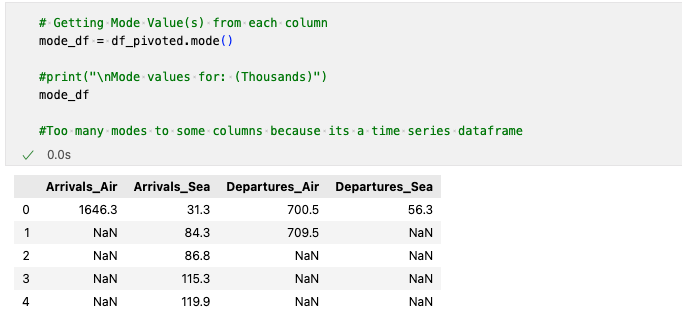 # Getting Mode Value(s) from each column
mode_df = df_pivoted.mode()
#print("\nMode values for: (Thousands)")
mode_df
#Too many modes to some columns because its a time series dataframe
✓ 0.0s
Arrivals_Air Arrivals_Sea Departures_Air Departures_Sea
0 1646.3 31.3 700.5 56.3
1 NaN 84.3 709.5 NaN
2 NaN 86.8 NaN NaN
3 NaN 115.3 NaN NaN
4 NaN 119.9 NaN NaN